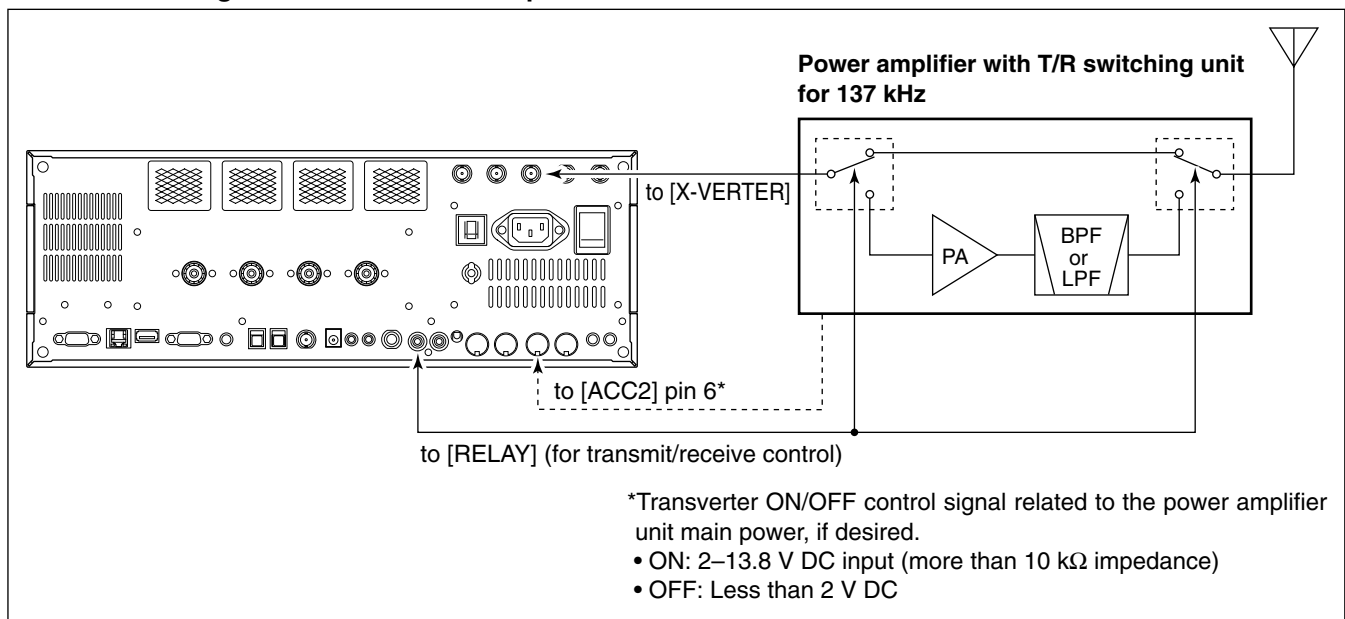 Power amplifier with T/R switching unit
for 137 kHz
to [X-VERTER]
PA
BPF
or
LPF
to [ACC2] pin 6*
to [RELAY] (for transmit/receive control)
*Transverter ON/OFF control signal related to the power amplifier
unit main power, if desired.
• ON: 2–13.8 V DC input (more than 10 kΩ impedance)
• OFF: Less than 2 V DC